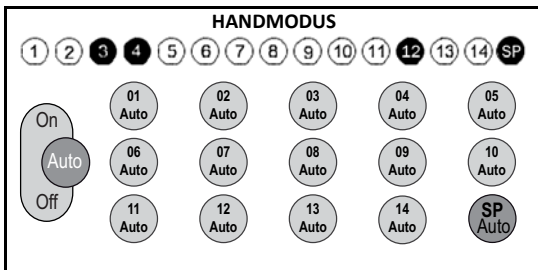 HANDMODUS
1 2 3 4 5 6 7 8 9 10 11 12 13 14 SP
On
Auto
Off
01 Auto
02 Auto
03 Auto
04 Auto
05 Auto
06 Auto
07 Auto
08 Auto
09 Auto
10 Auto
11 Auto
12 Auto
13 Auto
14 Auto
SP Auto